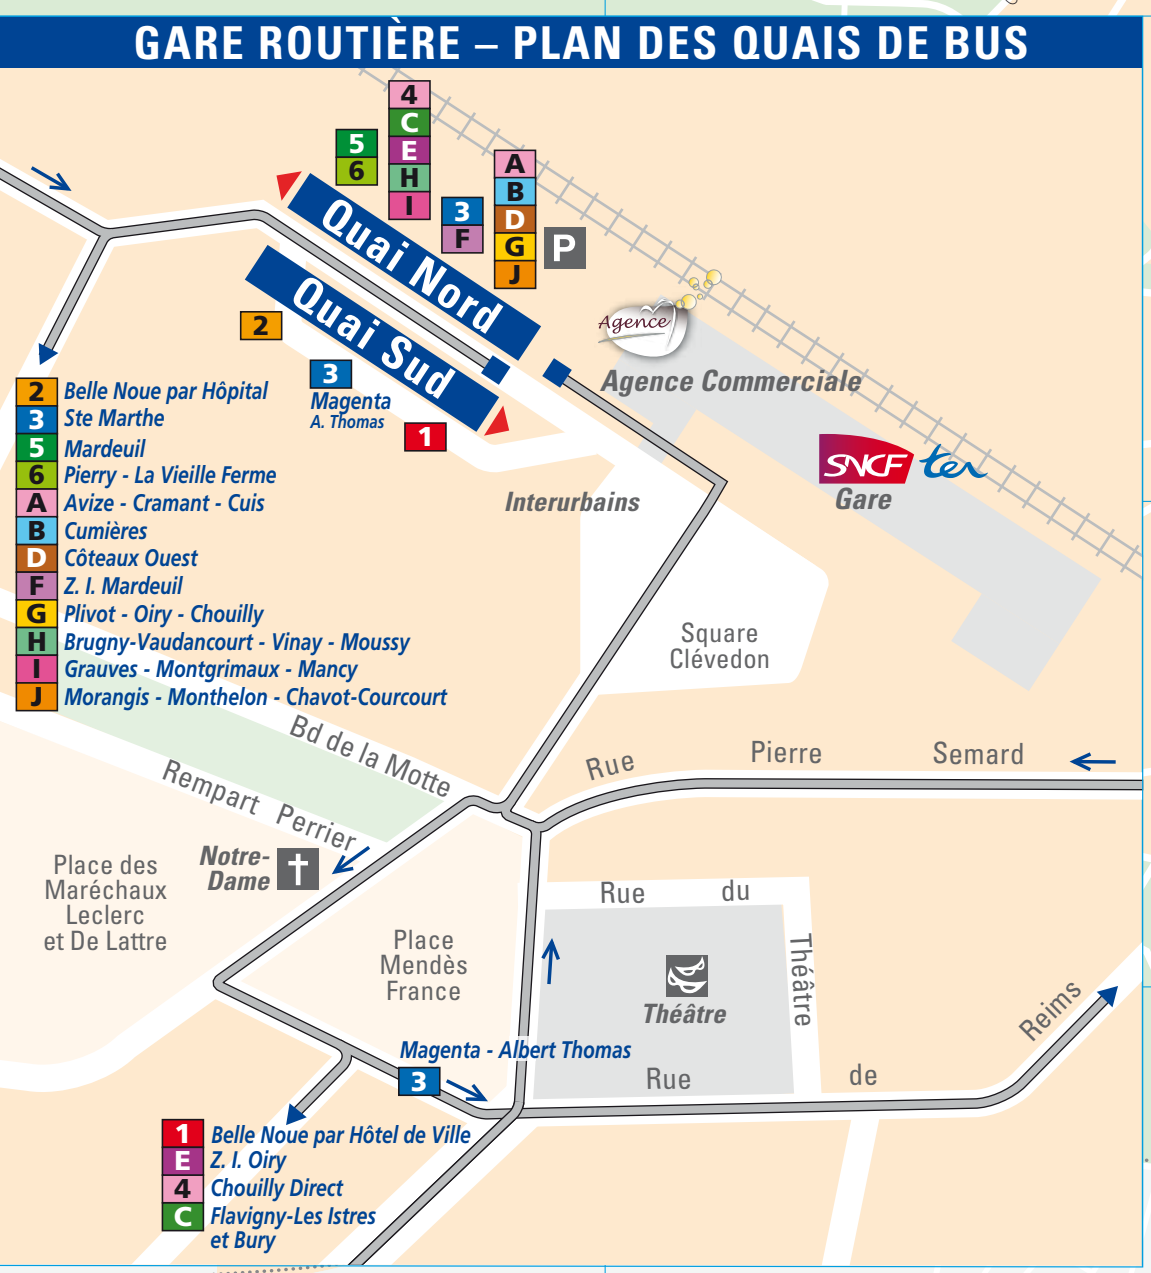 GARE ROUTIÈRE – PLAN DES QUAIS DE BUS
4
C
E
H
I
5
6
3
F
A
B
D
G
J
P
Quai Nord
Quai Sud
2
3
Magenta
A. Thomas
1
Agence
Agence Commerciale
SNCF ter
Gare
Interurbains
2 Belle Noue par Hôpital
3 Ste Marthe
5 Mardeuil
6 Pierry - La Vieille Ferme
A Avize - Cramant - Cuis
B Cumières
D Côteaux Ouest
F Z. I. Mardeuil
G Plivot - Oiry - Chouilly
H Brugny-Vaudancourt - Vinay - Moussy
I Grauves - Montgrimaux - Mancy
J Morangis - Monthelon - Chavot-Courcourt
Square
Clévedon
Bd de la Motte
Rempart Perrier
Rue Pierre Semard
Notre-
Dame
Place des
Maréchaux
Leclerc
et De Lattre
Place
Mendès
France
Rue du Théâtre
Théâtre
Rue de Reims
Magenta - Albert Thomas
3
1 Belle Noue par Hôtel de Ville
E Z. I. Oiry
4 Chouilly Direct
C Flavigny-Les Istres
et Bury